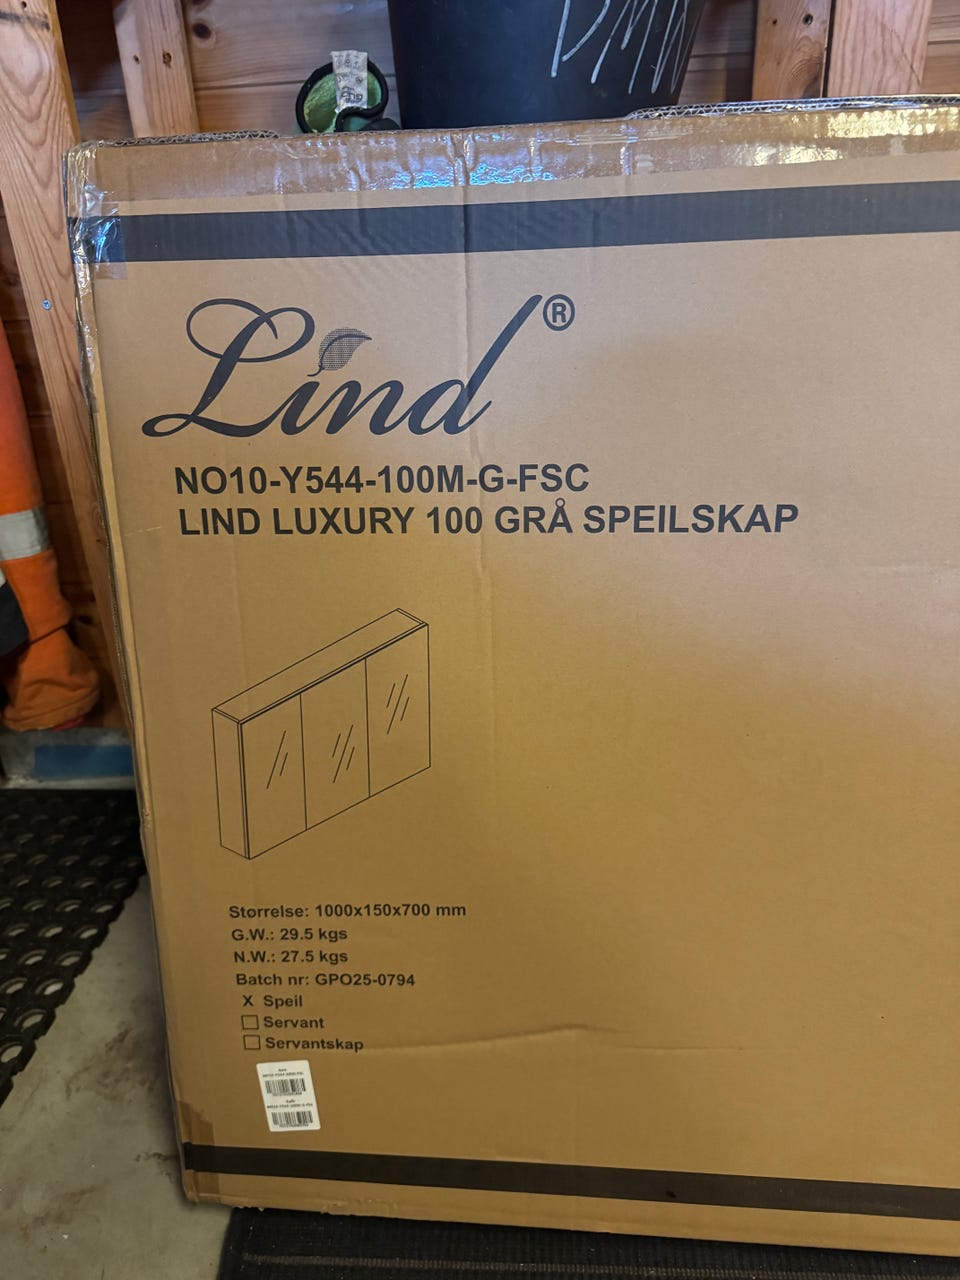 BMW
Lind®
NO10-Y544-100M-G-FSC
LIND LUXURY 100 GRÅ SPEILSKAP
Størrelse: 1000x150x700 mm
G.W.: 29.5 kgs
N.W.: 27.5 kgs
Batch nr: GPO25-0794
X Speil
Servant
Servantskap